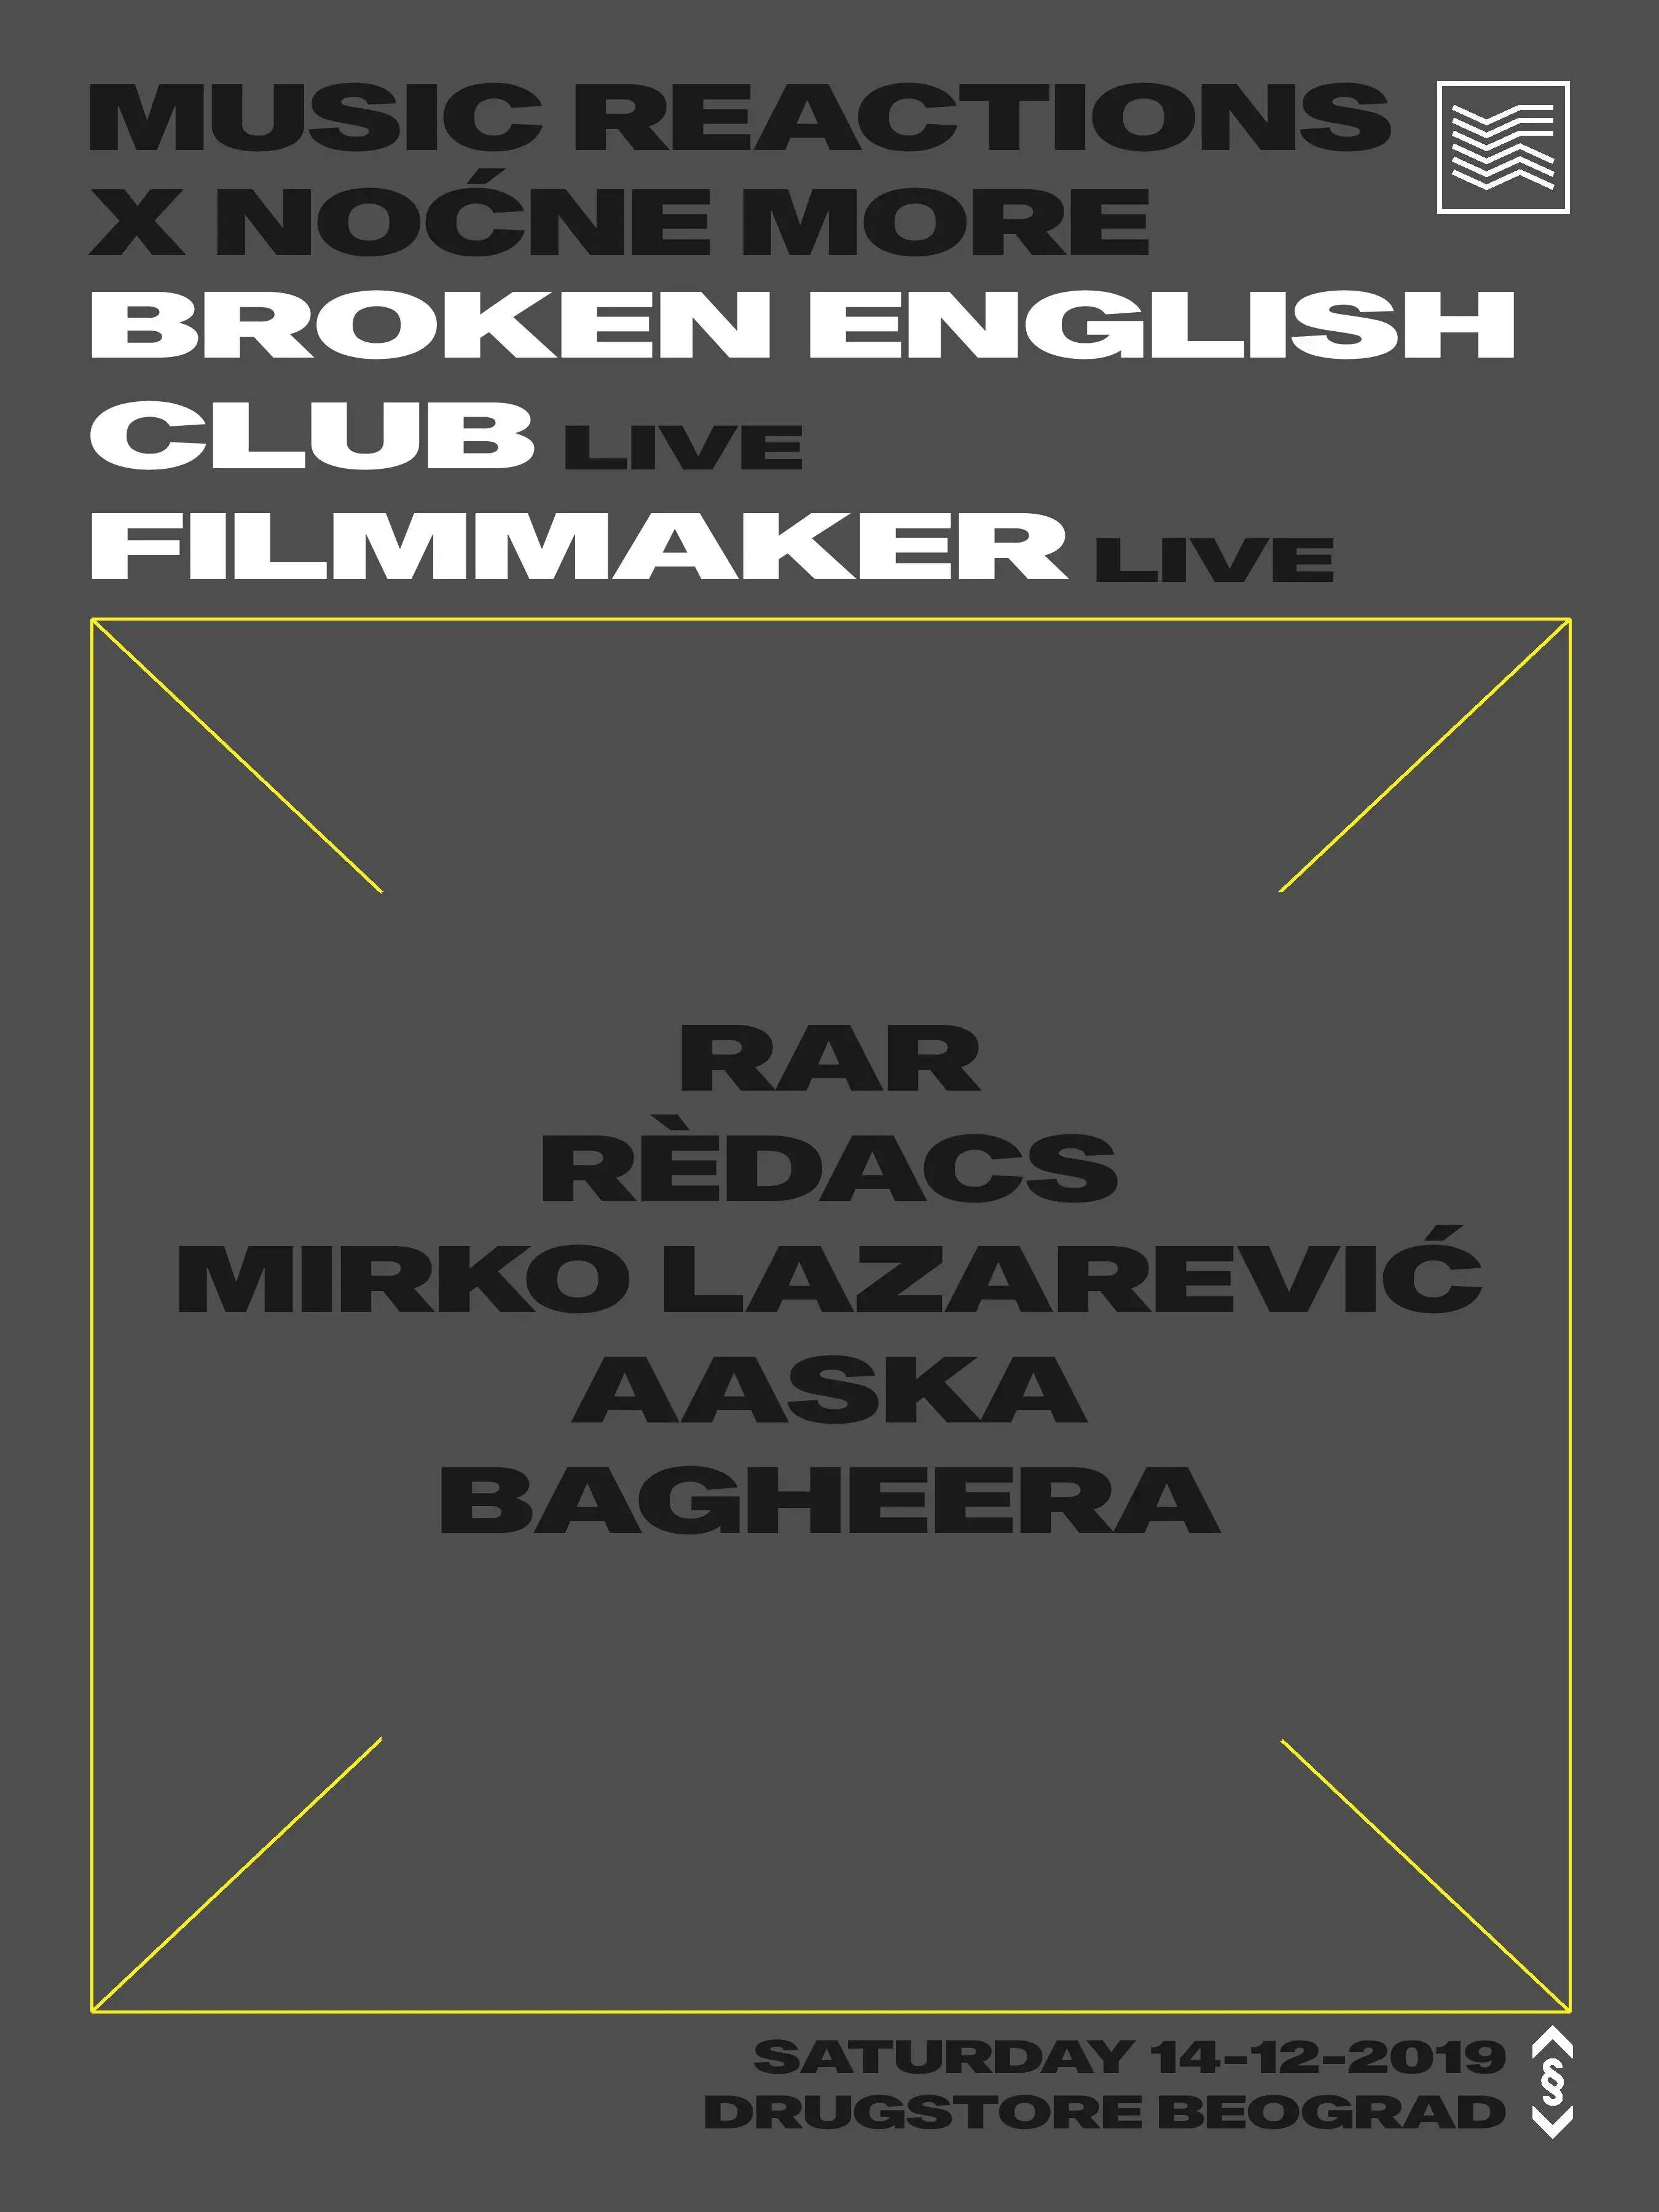 MUSIC REACTIONS
X NOĆNE MORE
BROKEN ENGLISH
CLUB LIVE
FILMMAKER LIVE
RAR
RÈDACS
MIRKO LAZAREVIĆ
AASKA
BAGHEERA
SATURDAY 14-12-2019
DRUGSTORE BEOGRAD